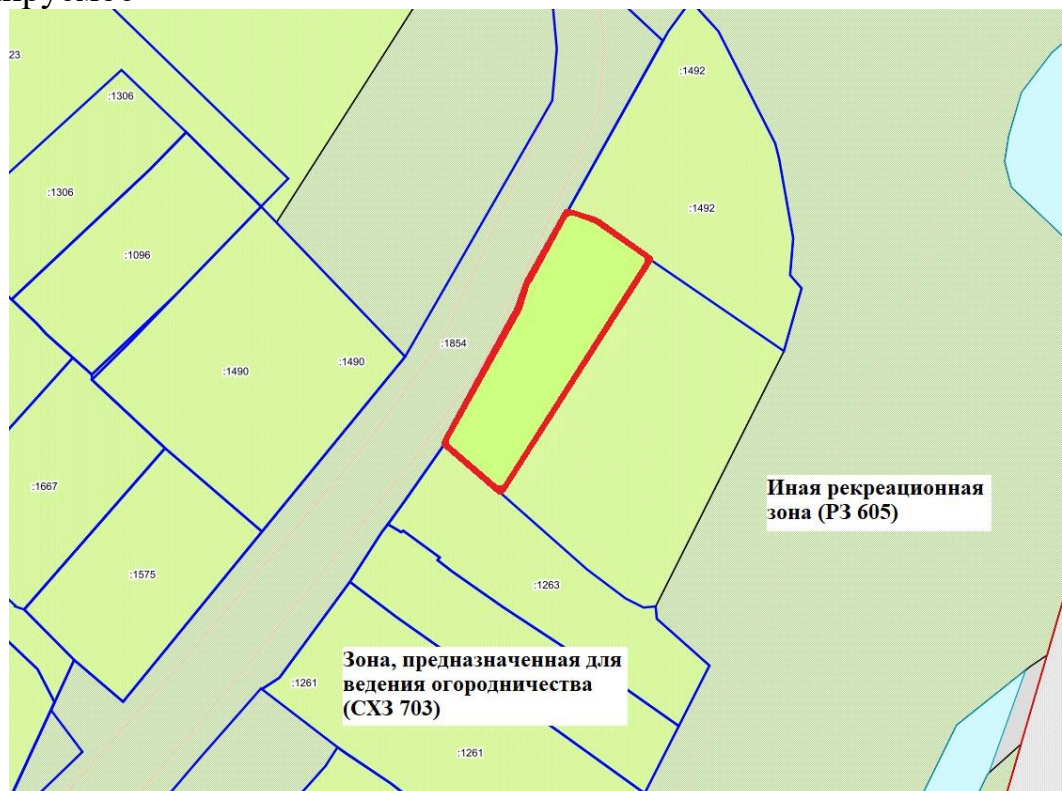 :23
:1306
:1492
:1306
:1492
:1096
:1854
:1490
:1490
:1667
Иная рекреационная
зона (РЗ 605)
:1575
:1263
Зона, предназначенная для
ведения огородничества
(СХЗ 703)
:1261
:1261